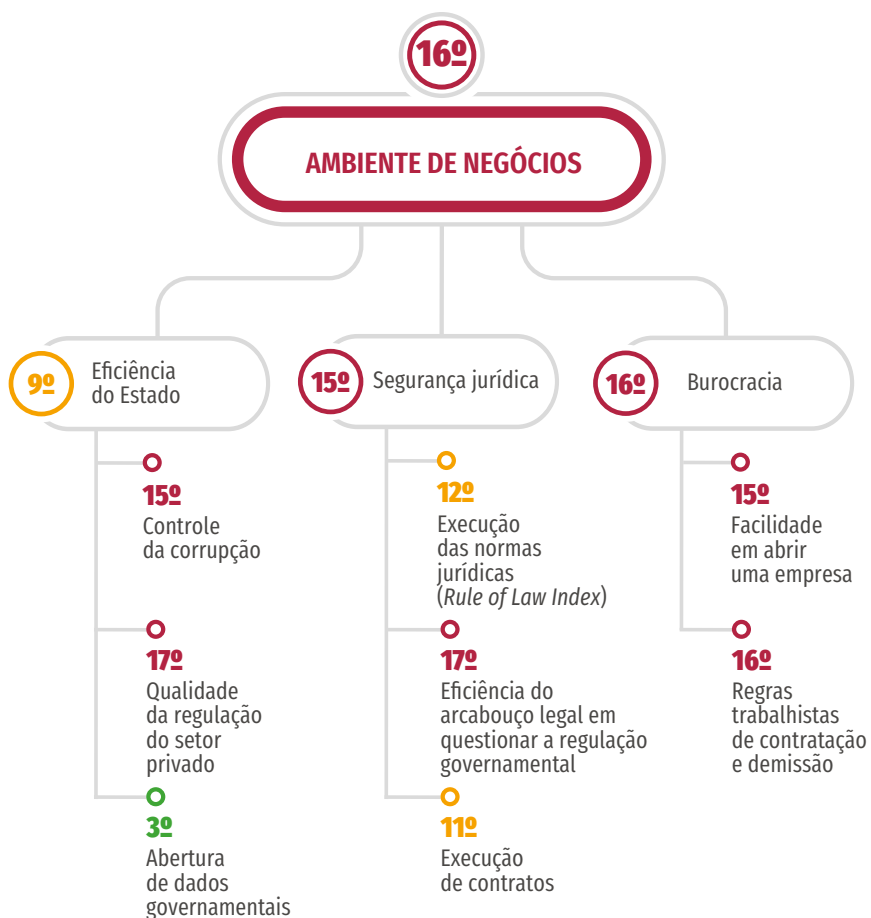 16º
AMBIENTE DE NEGÓCIOS
9º
Eficiência
do Estado
15º
Controle
da corrupção
17º
Qualidade
da regulação
do setor
privado
3º
Abertura
de dados
governamentais
15º
Segurança jurídica
12º
Execução
das normas
jurídicas
(Rule of Law Index)
17º
Eficiência do
arcabouço legal em
questionar a regulação
governamental
11º
Execução
de contratos
16º
Burocracia
15º
Facilidade
em abrir
uma empresa
16º
Regras
trabalhistas
de contratação
e demissão